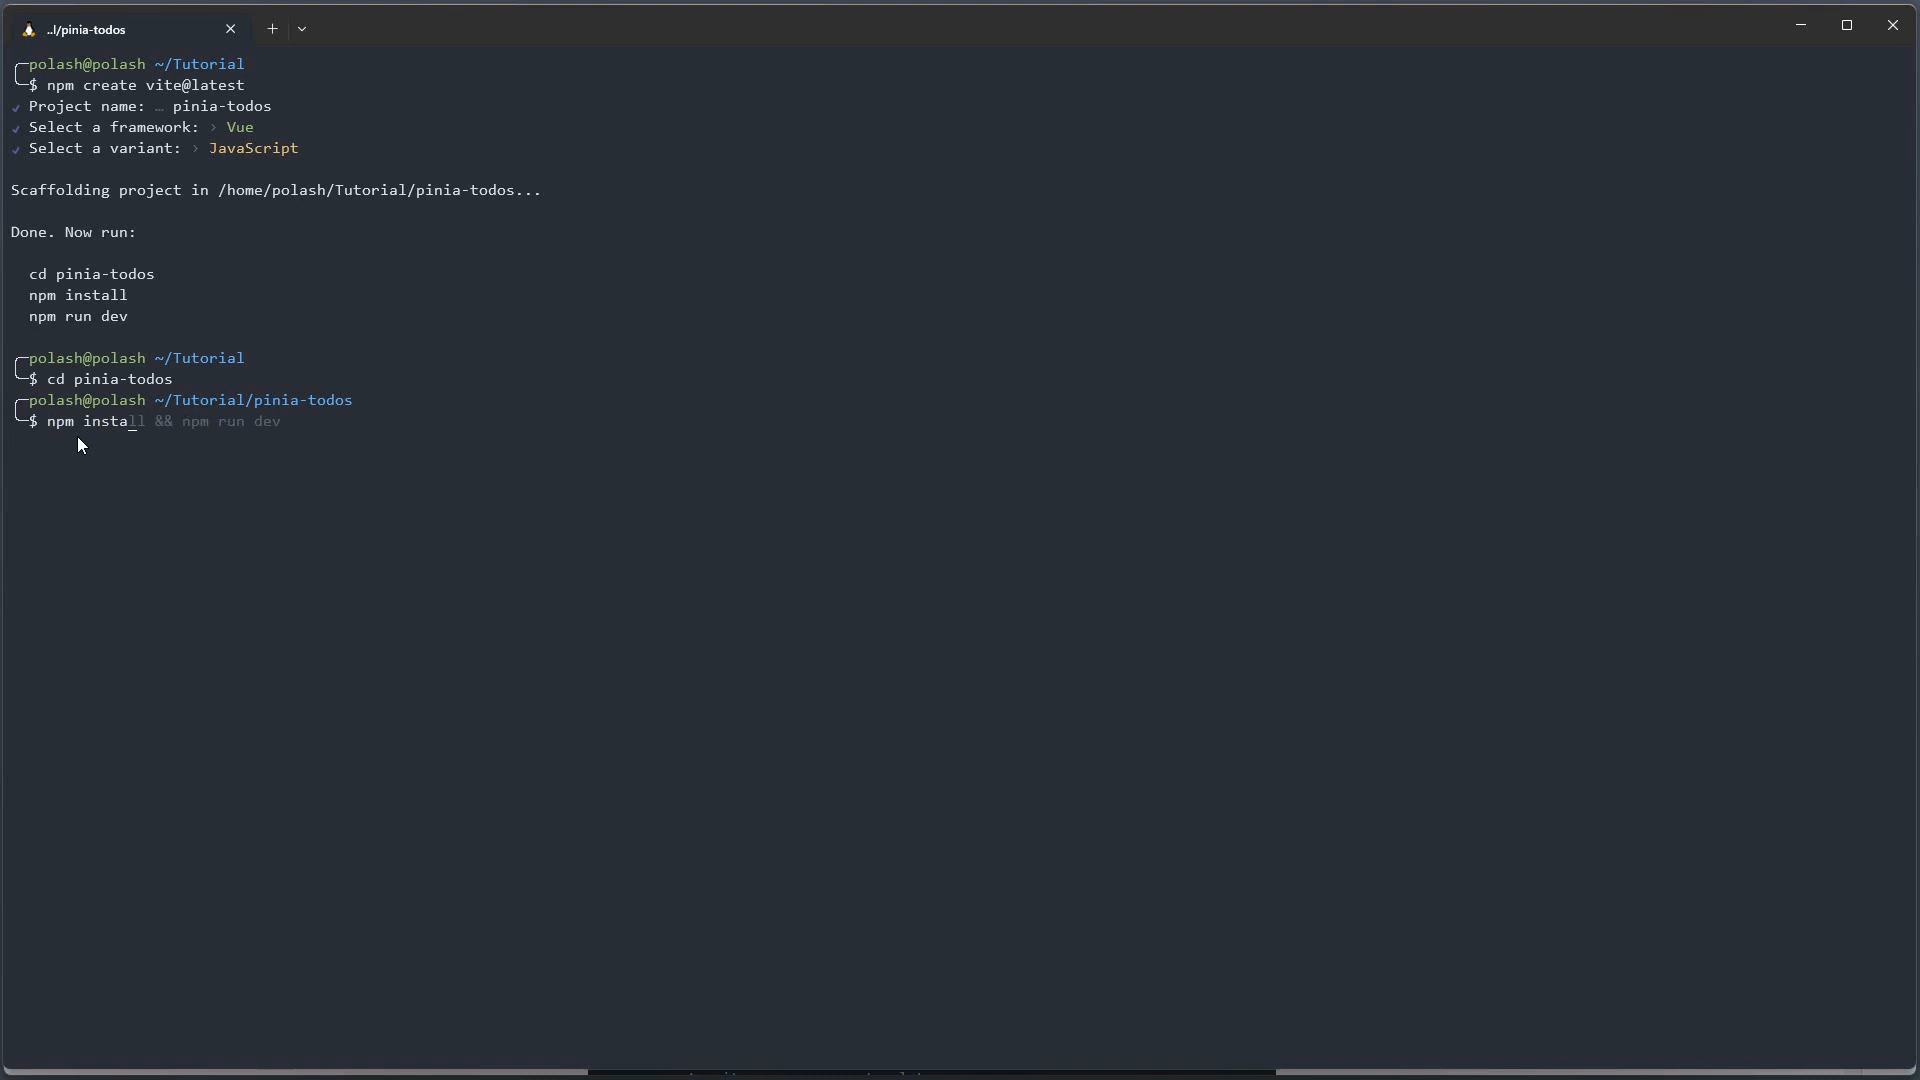 ../pinia-todos
polash@polash ~/Tutorial
$ npm create vite@latest
✔ Project name: … pinia-todos
✔ Select a framework: › Vue
✔ Select a variant: › JavaScript
Scaffolding project in /home/polash/Tutorial/pinia-todos...
Done. Now run:
cd pinia-todos
npm install
npm run dev
polash@polash ~/Tutorial
$ cd pinia-todos
polash@polash ~/Tutorial/pinia-todos
$ npm install && npm run dev